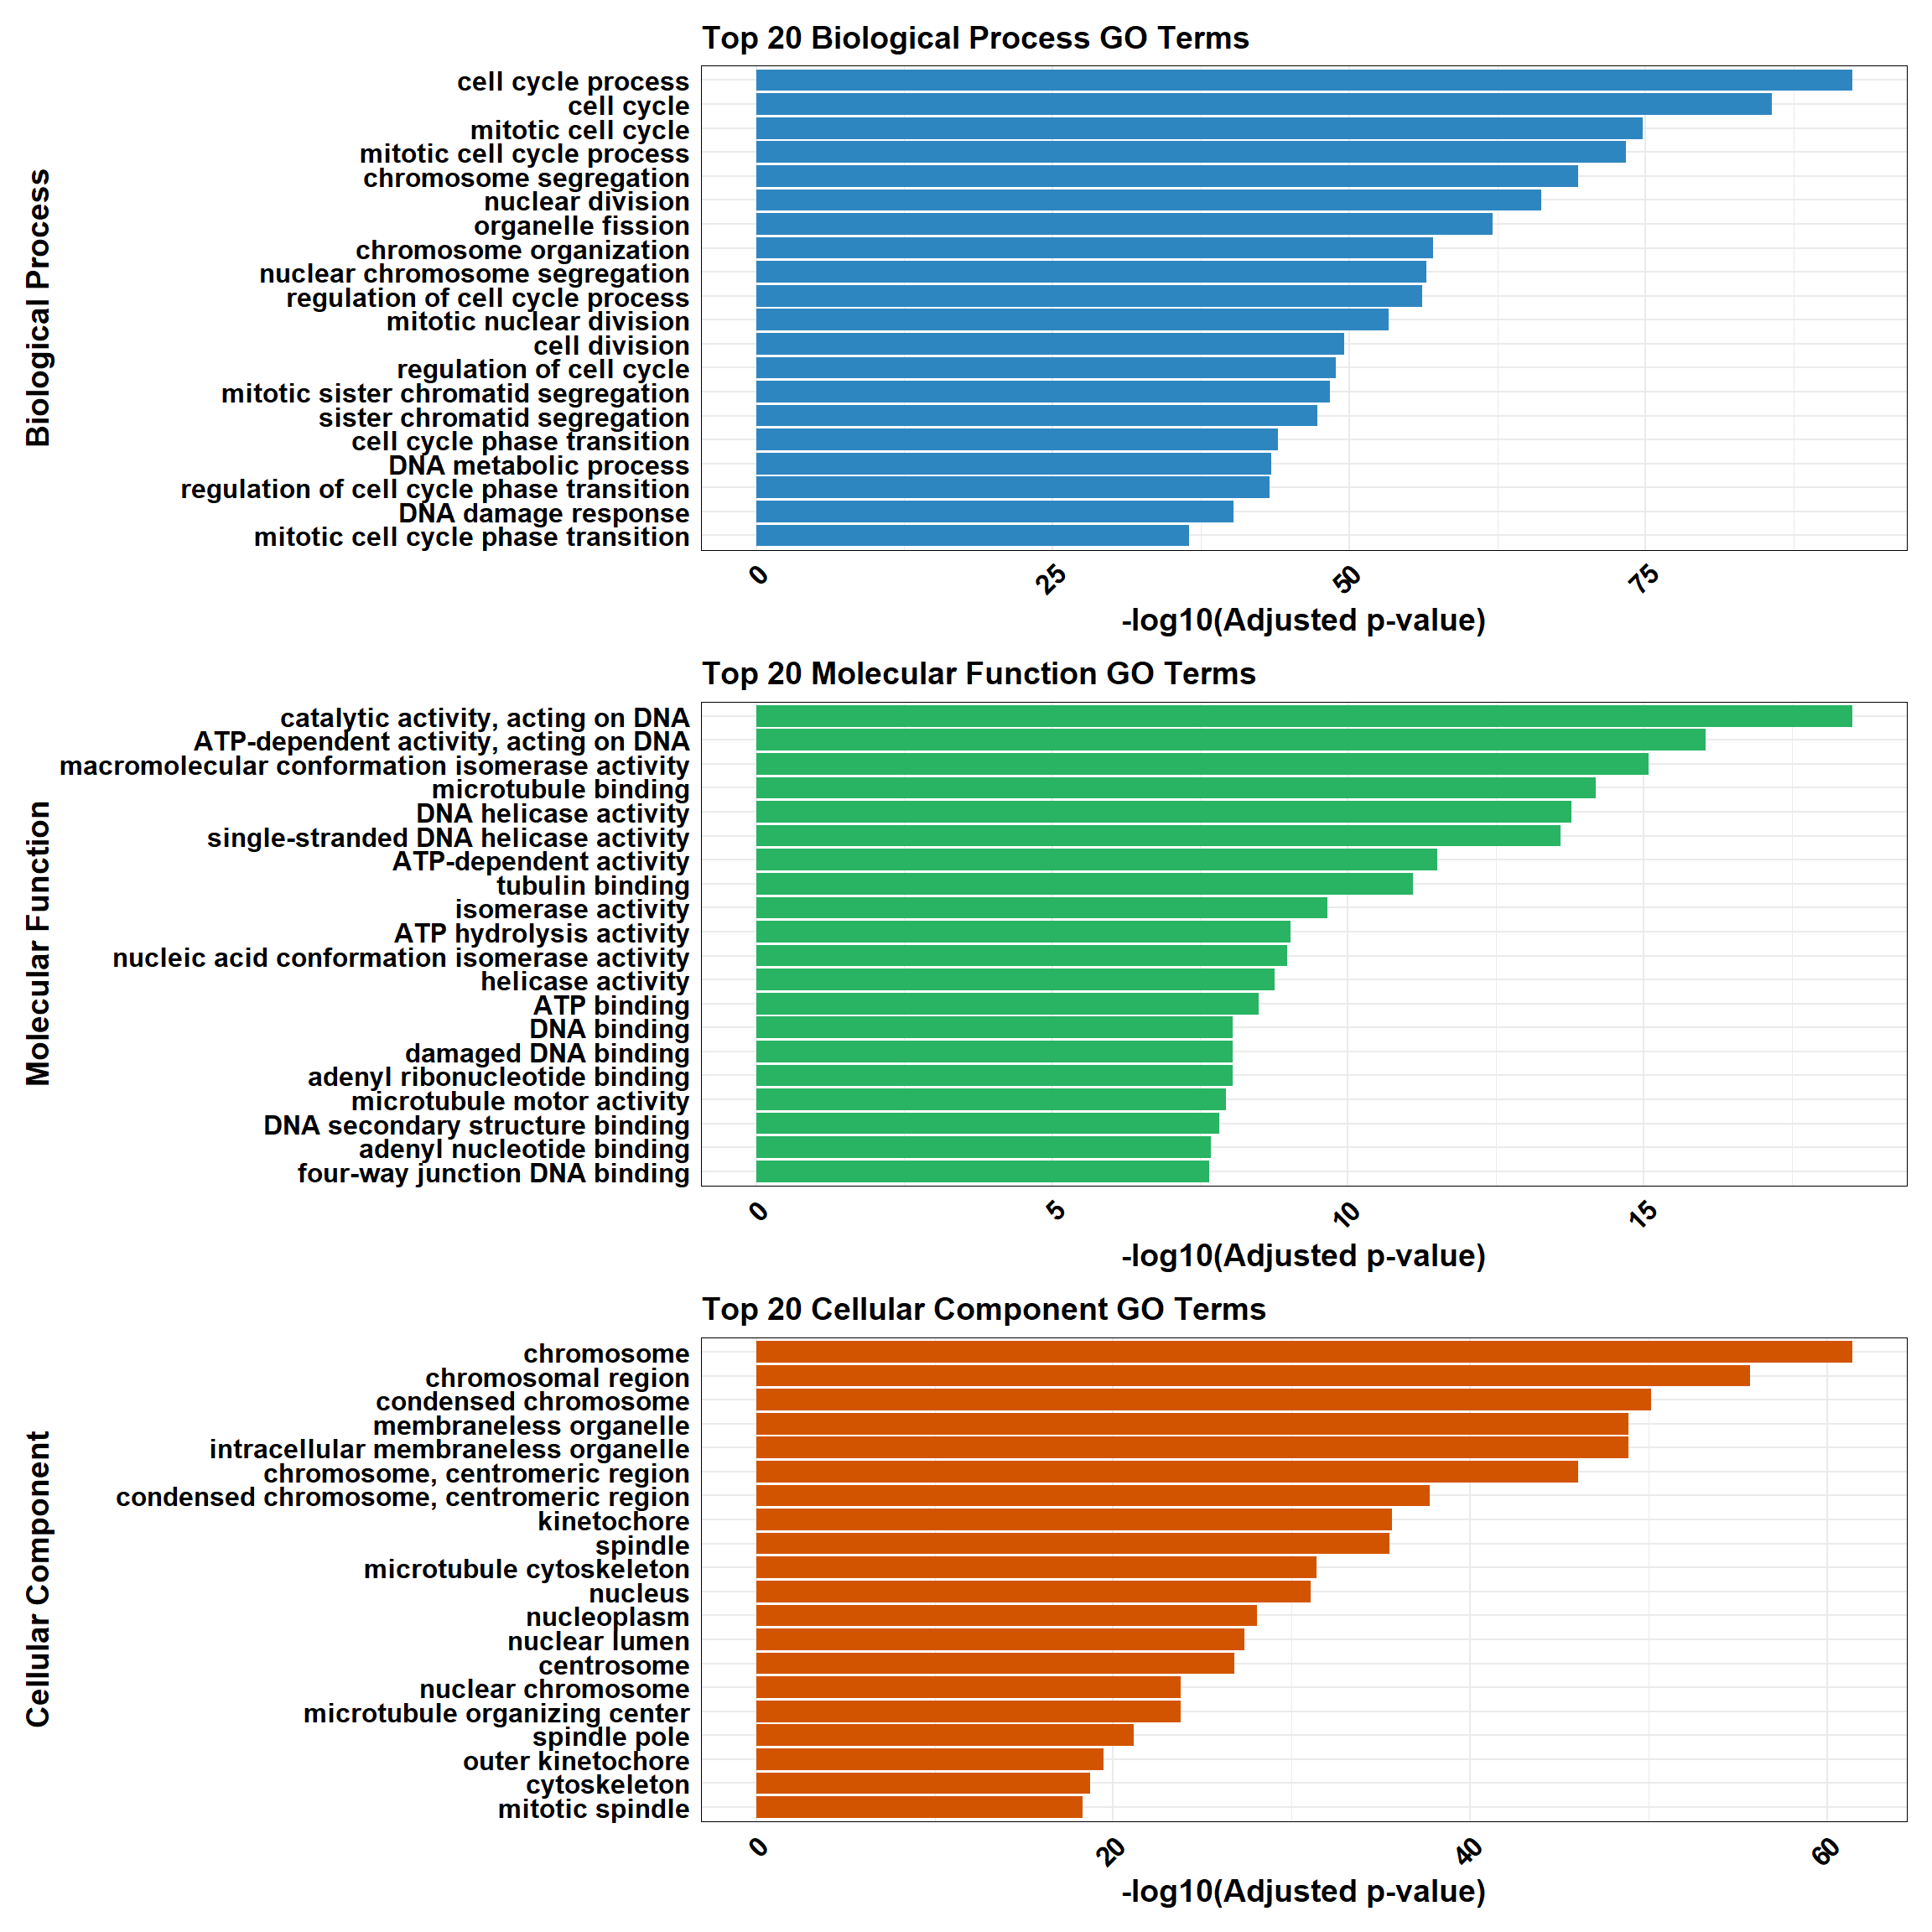 Top 20 Biological Process GO Terms
Biological Process
cell cycle process
cell cycle
mitotic cell cycle
mitotic cell cycle process
chromosome segregation
nuclear division
organelle fission
chromosome organization
nuclear chromosome segregation
regulation of cell cycle process
mitotic nuclear division
cell division
regulation of cell cycle
mitotic sister chromatid segregation
sister chromatid segregation
cell cycle phase transition
DNA metabolic process
regulation of cell cycle phase transition
DNA damage response
mitotic cell cycle phase transition
0 25 50 75
-log10(Adjusted p-value)
Top 20 Molecular Function GO Terms
Molecular Function
catalytic activity, acting on DNA
ATP-dependent activity, acting on DNA
macromolecular conformation isomerase activity
microtubule binding
DNA helicase activity
single-stranded DNA helicase activity
ATP-dependent activity
tubulin binding
isomerase activity
ATP hydrolysis activity
nucleic acid conformation isomerase activity
helicase activity
ATP binding
DNA binding
damaged DNA binding
adenyl ribonucleotide binding
microtubule motor activity
DNA secondary structure binding
adenyl nucleotide binding
four-way junction DNA binding
0 5 10 15
-log10(Adjusted p-value)
Top 20 Cellular Component GO Terms
Cellular Component
chromosome
chromosomal region
condensed chromosome
membraneless organelle
intracellular membraneless organelle
chromosome, centromeric region
condensed chromosome, centromeric region
kinetochore
spindle
microtubule cytoskeleton
nucleus
nucleoplasm
nuclear lumen
centrosome
nuclear chromosome
microtubule organizing center
spindle pole
outer kinetochore
cytoskeleton
mitotic spindle
0 20 40 60
-log10(Adjusted p-value)